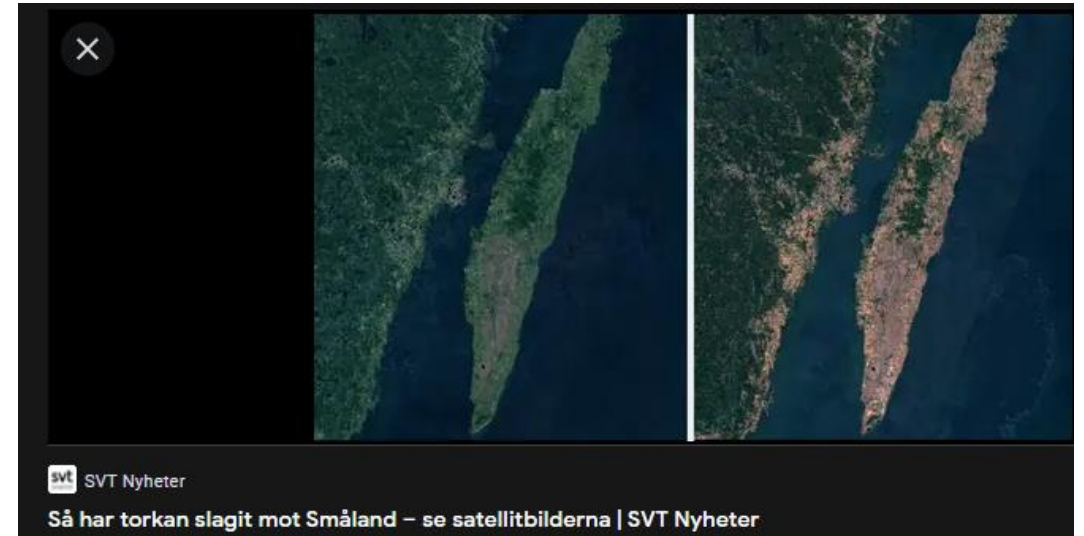 svt
SVT Nyheter
Så har torkan slagit mot Småland – se satellitbilderna | SVT Nyheter